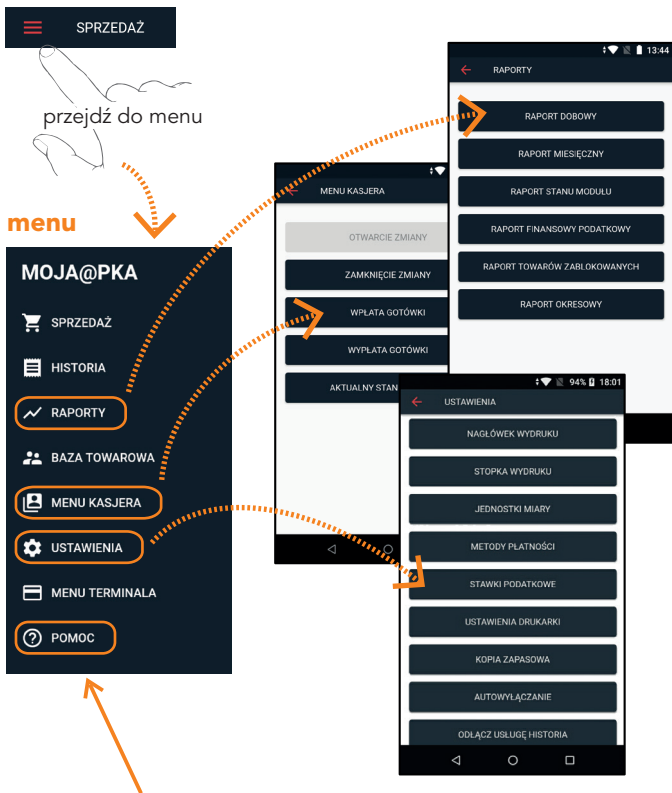 SPRZEDAŻ
przejdź do menu
menu
MOJA@PKA
SPRZEDAŻ
HISTORIA
RAPORTY
BAZA TOWAROWA
MENU KASJERA
USTAWIENIA
MENU TERMINALA
POMOC
MENU KASJERA
OTWARCIE ZMIANY
ZAMKNIĘCIE ZMIANY
WPŁATA GOTÓWKI
WYPŁATA GOTÓWKI
AKTUALNY STAN
13:44
RAPORTY
RAPORT DOBOWY
RAPORT MIESIĘCZNY
RAPORT STANU MODUŁU
RAPORT FINANSOWY PODATKOWY
RAPORT TOWARÓW ZABLOKOWANYCH
RAPORT OKRESOWY
94% 18:01
USTAWIENIA
NAGŁÓWEK WYDRUKU
STOPKA WYDRUKU
JEDNOSTKI MIARY
METODY PŁATNOŚCI
STAWKI PODATKOWE
USTAWIENIA DRUKARKI
KOPIA ZAPASOWA
AUTOWYŁĄCZANIE
ODŁĄCZ USŁUGĘ HISTORIA